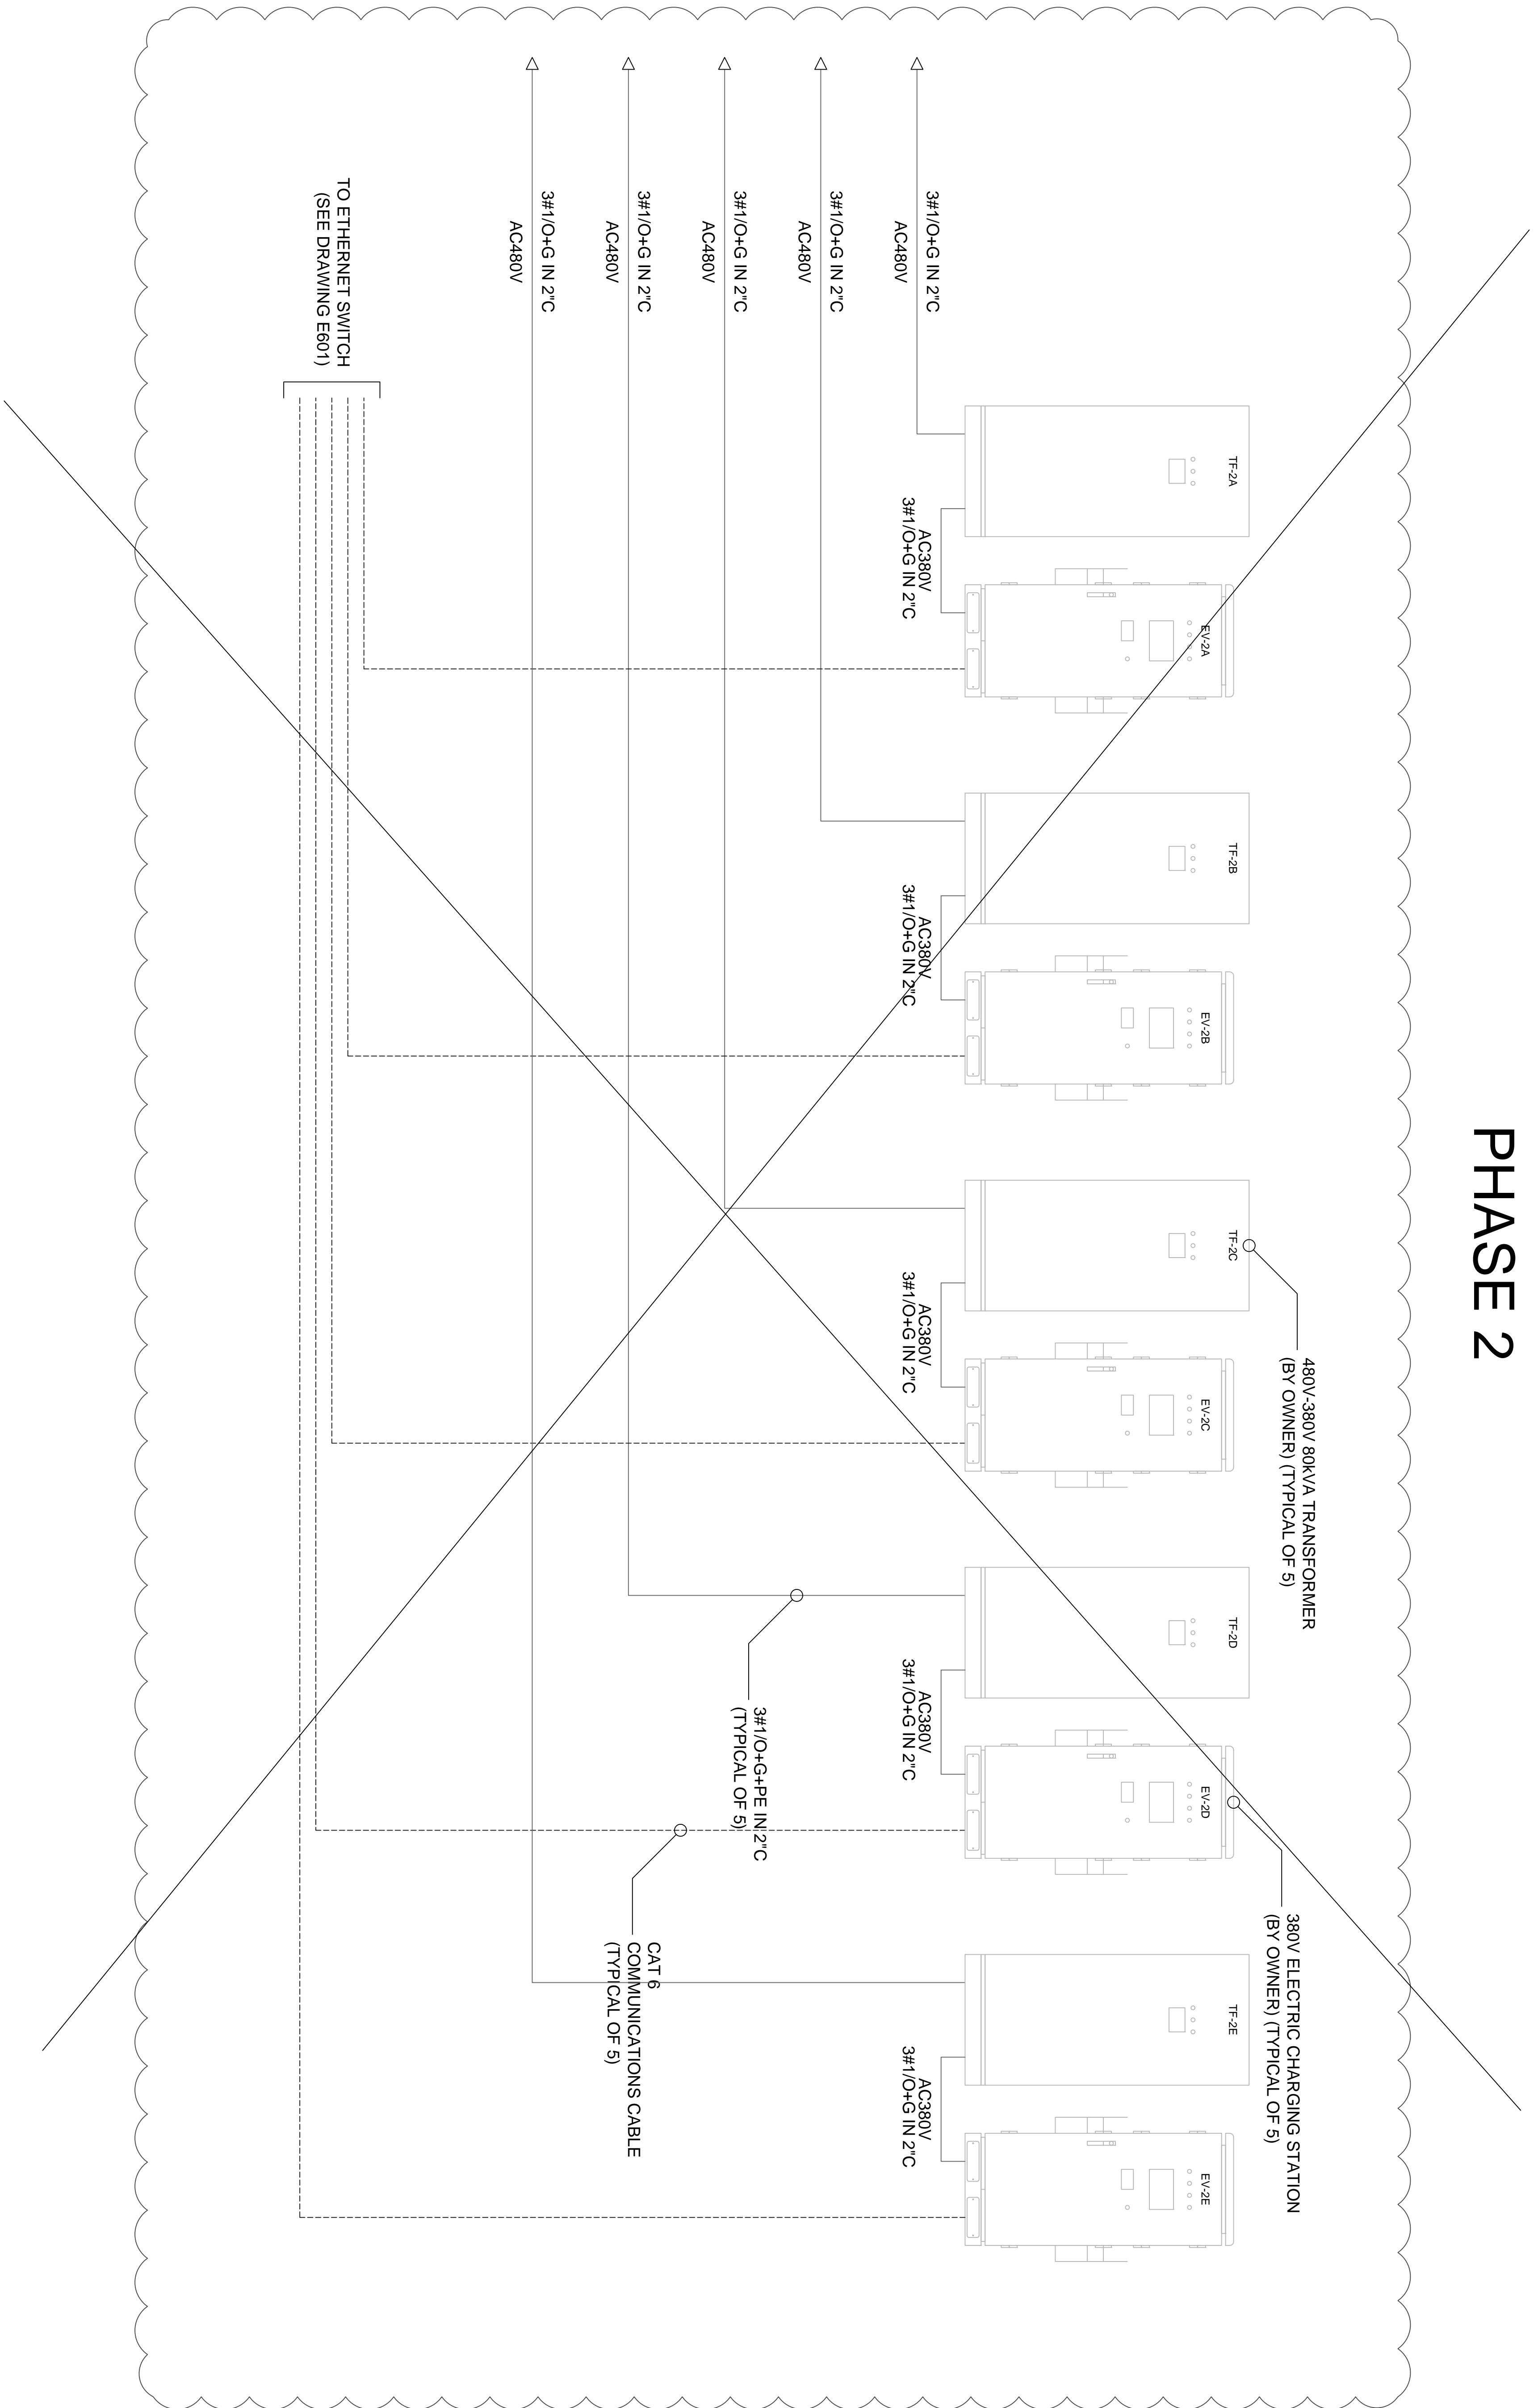 PHASE 2
480V-380V 80kVA TRANSFORMER
(BY OWNER) (TYPICAL OF 5)
380V ELECTRIC CHARGING STATION
(BY OWNER) (TYPICAL OF 5)
TF-2A
EV-2A
TF-2B
EV-2B
TF-2C
EV-2C
TF-2D
EV-2D
TF-2E
EV-2E
AC380V
3#1/O+G IN 2"C
AC380V
3#1/O+G IN 2"C
AC380V
3#1/O+G IN 2"C
AC380V
3#1/O+G IN 2"C
AC380V
3#1/O+G IN 2"C
3#1/O+G IN 2"C
AC480V
3#1/O+G IN 2"C
AC480V
3#1/O+G IN 2"C
AC480V
3#1/O+G IN 2"C
AC480V
3#1/O+G IN 2"C
AC480V
3#1/O+G+PE IN 2"C
(TYPICAL OF 5)
CAT 6
COMMUNICATIONS CABLE
(TYPICAL OF 5)
TO ETHERNET SWITCH
(SEE DRAWING E601)